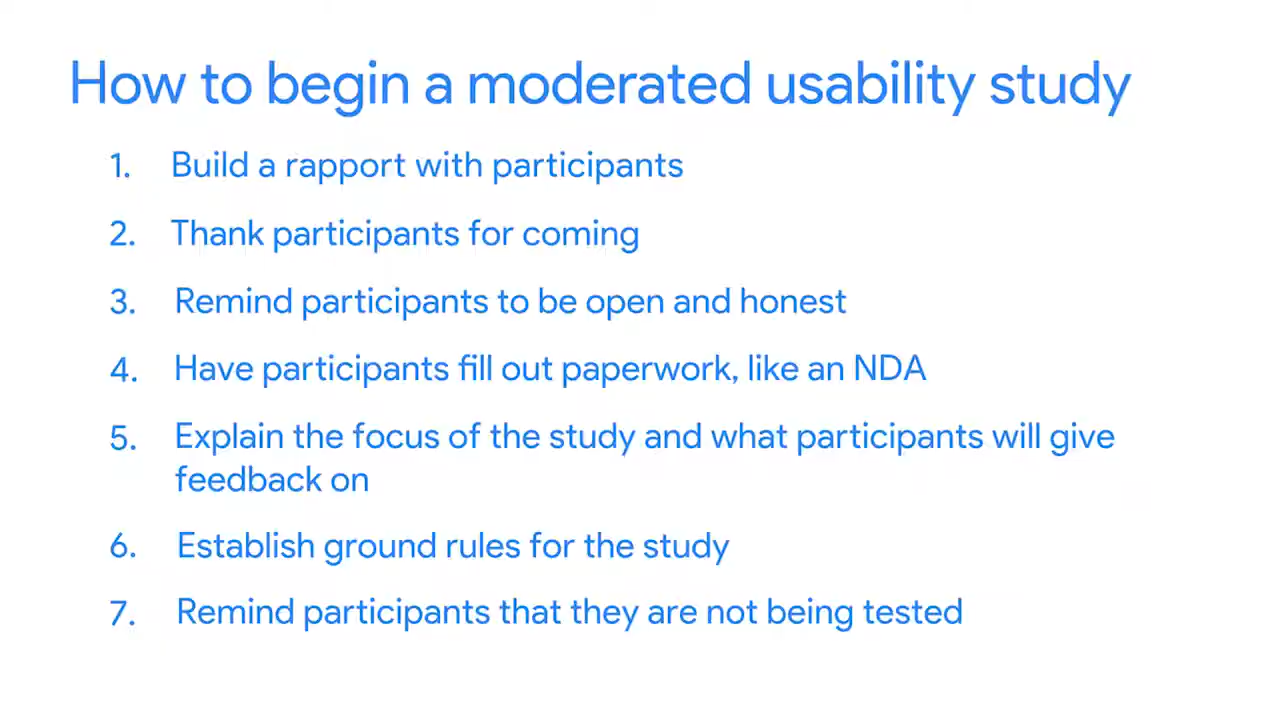 How to begin a moderated usability study
1. Build a rapport with participants
2. Thank participants for coming
3. Remind participants to be open and honest
4. Have participants fill out paperwork, like an NDA
5. Explain the focus of the study and what participants will give
feedback on
6. Establish ground rules for the study
7. Remind participants that they are not being tested